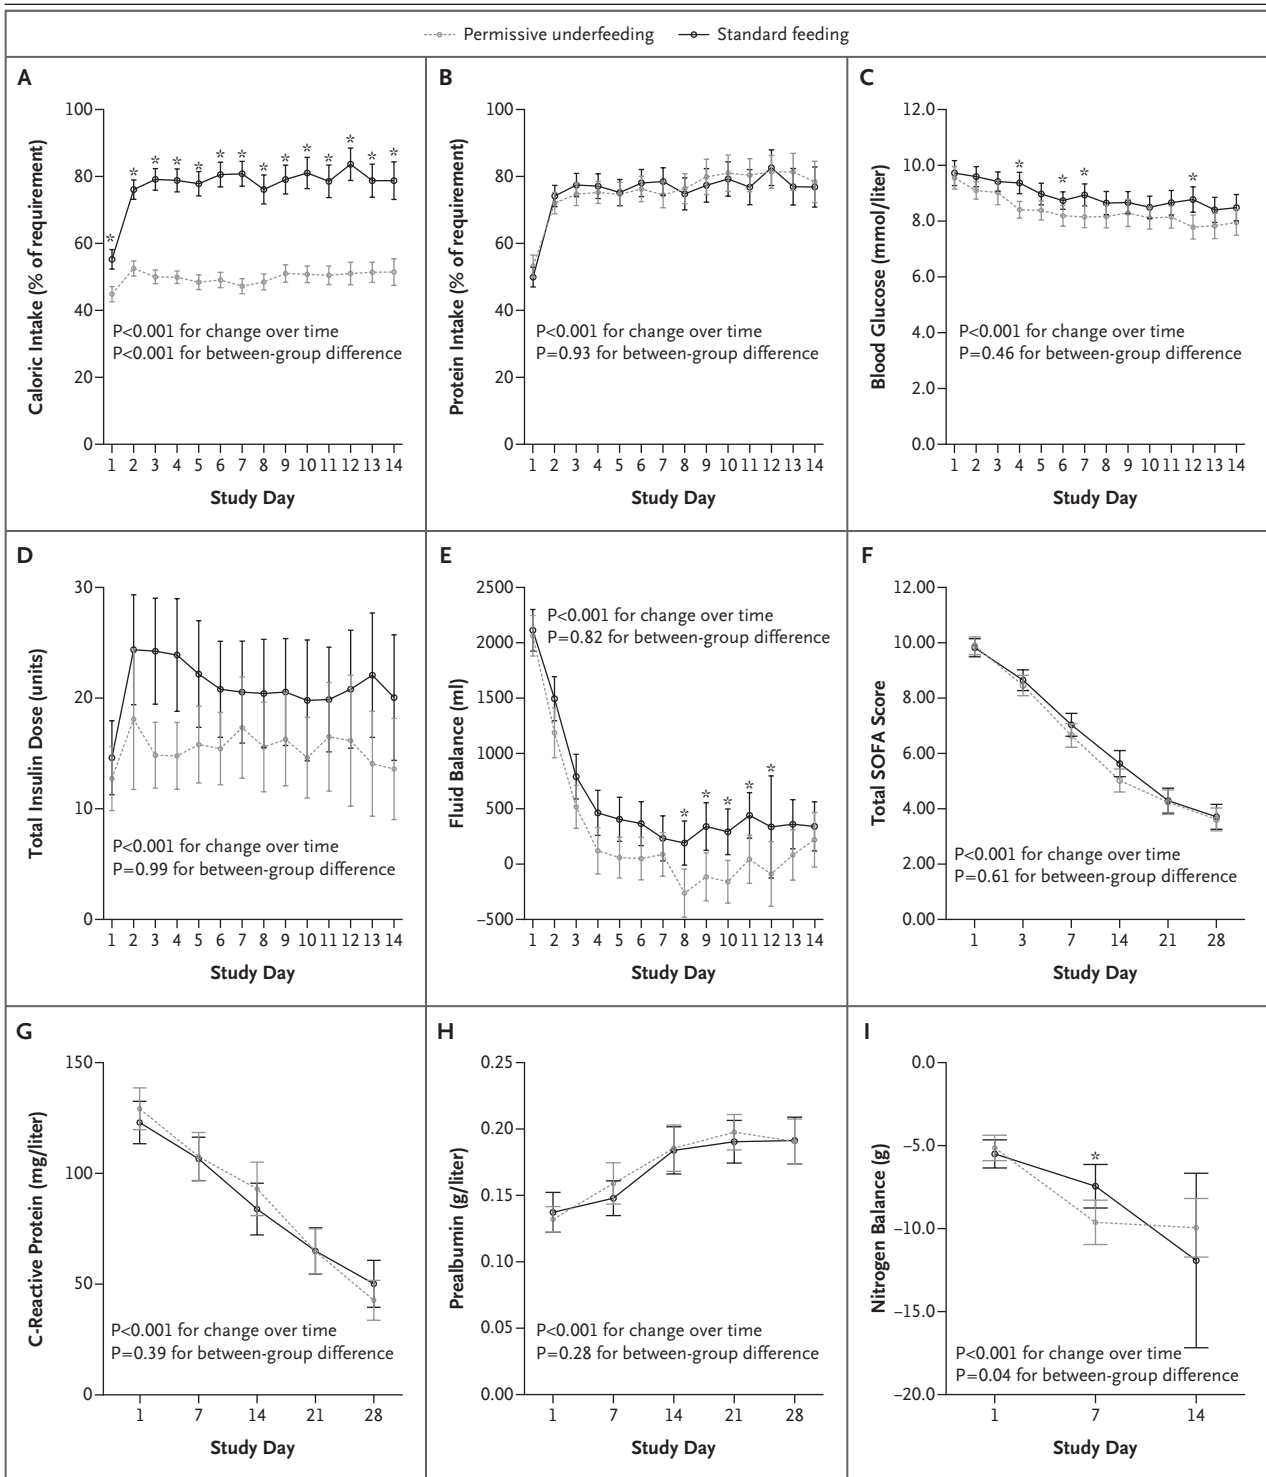 Permissive underfeeding Standard feeding
A
Caloric Intake (% of requirement)
100
80
60
40
20
0
* * * * * * * * * * * * * *
P<0.001 for change over time
P<0.001 for between-group difference
1 2 3 4 5 6 7 8 9 10 11 12 13 14
Study Day
B
Protein Intake (% of requirement)
100
80
60
40
20
0
P<0.001 for change over time
P=0.93 for between-group difference
1 2 3 4 5 6 7 8 9 10 11 12 13 14
Study Day
C
Blood Glucose (mmol/liter)
12.0
10.0
8.0
6.0
4.0
2.0
0.0
* * * *
P<0.001 for change over time
P=0.46 for between-group difference
1 2 3 4 5 6 7 8 9 10 11 12 13 14
Study Day
D
Total Insulin Dose (units)
30
20
10
0
P<0.001 for change over time
P=0.99 for between-group difference
1 2 3 4 5 6 7 8 9 10 11 12 13 14
Study Day
E
Fluid Balance (ml)
2500
2000
1500
1000
500
0
−500
P<0.001 for change over time
P=0.82 for between-group difference
* * * * *
1 2 3 4 5 6 7 8 9 10 11 12 13 14
Study Day
F
Total SOFA Score
12.00
10.00
8.00
6.00
4.00
2.00
0.00
P<0.001 for change over time
P=0.61 for between-group difference
1 3 7 14 21 28
Study Day
G
C-Reactive Protein (mg/liter)
150
100
50
0
P<0.001 for change over time
P=0.39 for between-group difference
1 7 14 21 28
Study Day
H
Prealbumin (g/liter)
0.25
0.20
0.15
0.10
0.05
0.00
P<0.001 for change over time
P=0.28 for between-group difference
1 7 14 21 28
Study Day
I
Nitrogen Balance (g)
0.0
−5.0
−10.0
−15.0
−20.0
*
P<0.001 for change over time
P=0.04 for between-group difference
1 7 14
Study Day